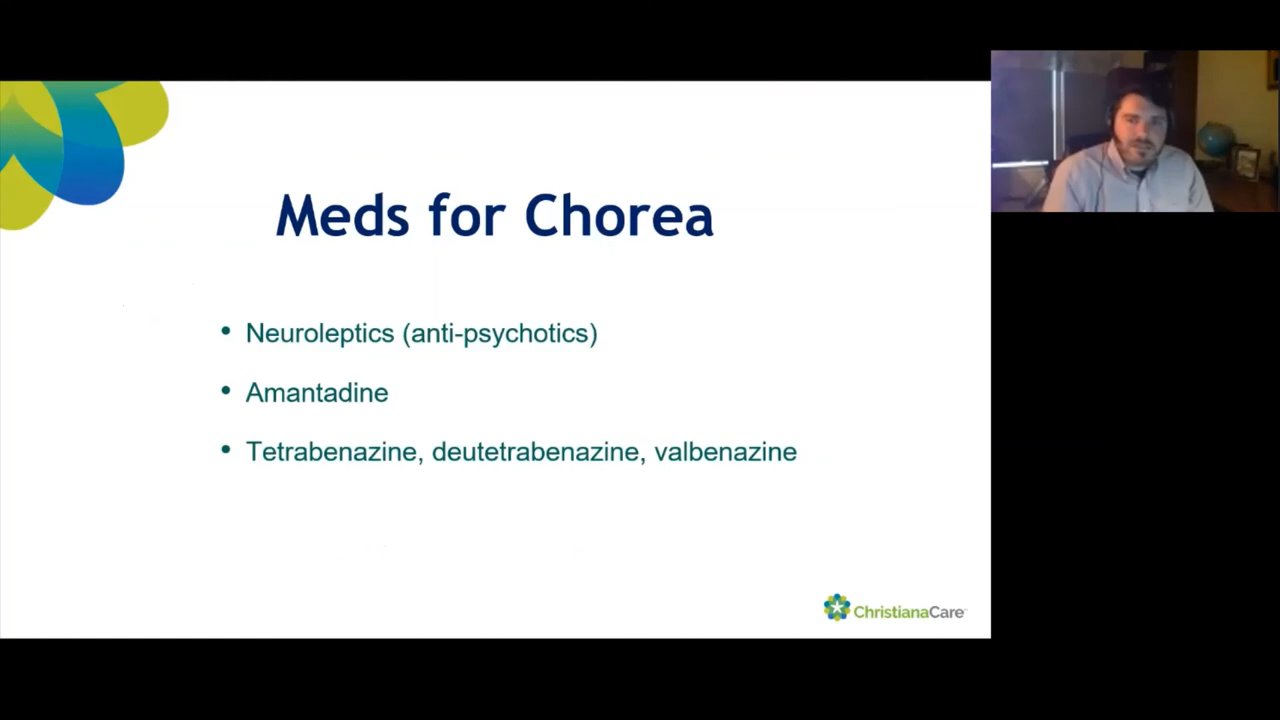 Meds for Chorea
• Neuroleptics (anti-psychotics)
• Amantadine
• Tetrabenazine, deutetrabenazine, valbenazine
ChristianaCare